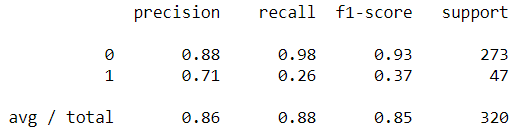 precision recall f1-score support
0 0.88 0.98 0.93 273
1 0.71 0.26 0.37 47
avg / total 0.86 0.88 0.85 320